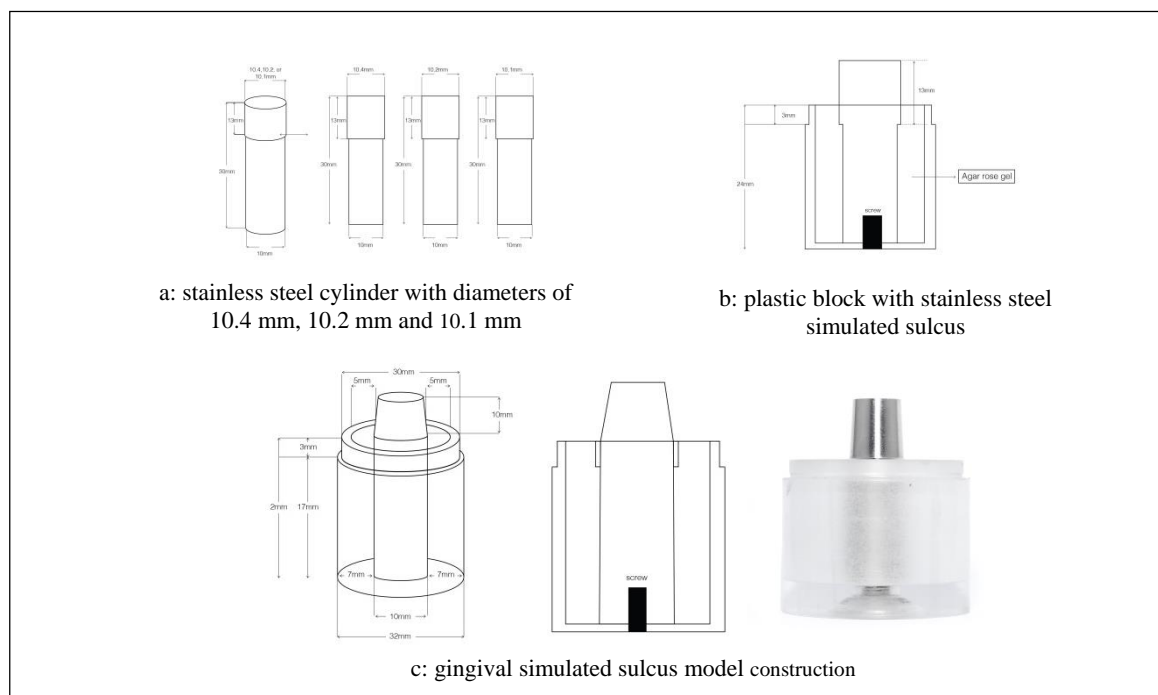 10.4,10.2, of
10.1mm
13mm
30mm
10mm
10.4mm
13mm
30mm
10mm
10.2mm
13mm
30mm
10mm
10.1mm
13mm
30mm
10mm
a: stainless steel cylinder with diameters of
10.4 mm, 10.2 mm and 10.1 mm
13mm
3mm
24mm
Agar rose gel
screw
b: plastic block with stainless steel
simulated sulcus
30mm
5mm
5mm
10mm
3mm
2mm
17mm
7mm
7mm
10mm
32mm
screw
c: gingival simulated sulcus model construction